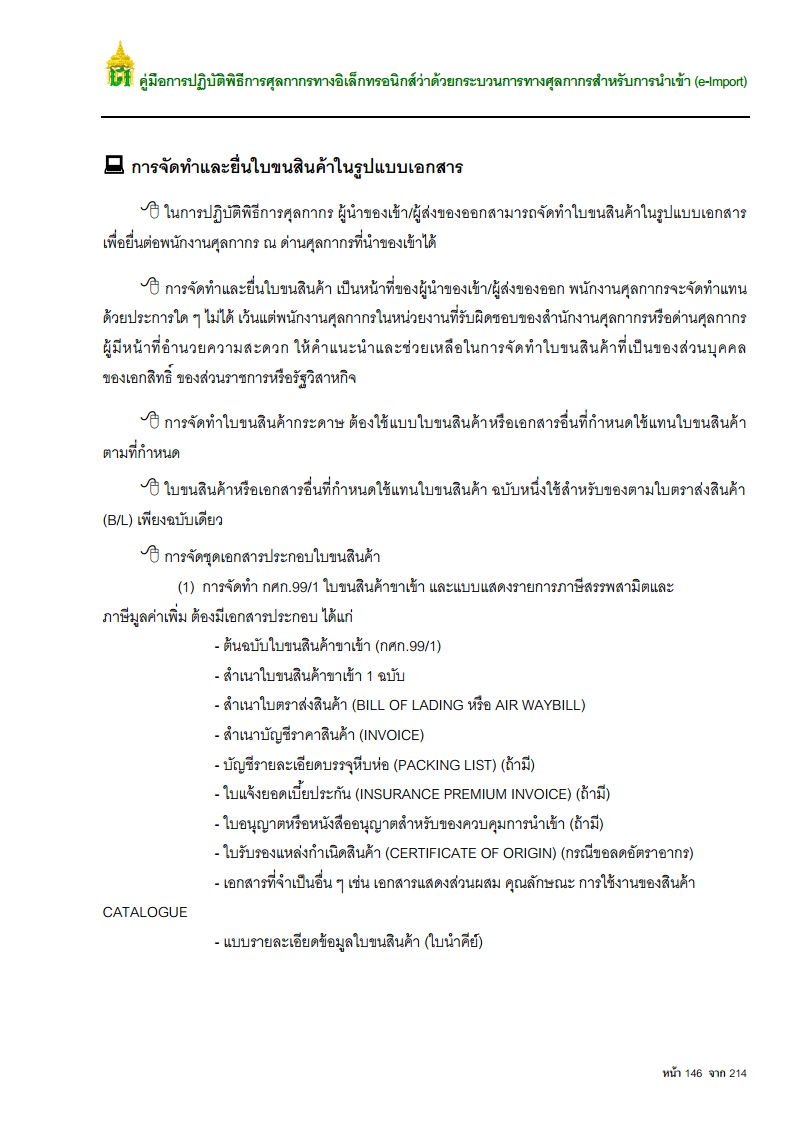 คู่มือการปฏิบัติพิธีการศุลกากรทางอิเล็กทรอนิกส์ว่าด้วยกระบวนการทางศุลกากรสำหรับการนำเข้า (e-Import)
การจัดทำและยื่นใบขนสินค้าในรูปแบบเอกสาร
ในการปฏิบัติพิธีการศุลกากร ผู้นำของเข้า/ผู้ส่งของออกสามารถจัดทำใบขนสินค้าในรูปแบบเอกสาร
เพื่อยื่นต่อพนักงานศุลกากร ณ ด่านศุลกากรที่นำของเข้าได้
การจัดทำและยื่นใบขนสินค้า เป็นหน้าที่ของผู้นำของเข้า/ผู้ส่งของออก พนักงานศุลกากรจะจัดทำแทน
ด้วยประการใด ๆ ไม่ได้ เว้นแต่พนักงานศุลกากรในหน่วยงานที่รับผิดชอบของสำนักงานศุลกากรหรือด่านศุลกากร
ผู้มีหน้าที่อำนวยความสะดวก ให้คำแนะนำและช่วยเหลือในการจัดทำใบขนสินค้าที่เป็นของส่วนบุคคล
ของเอกสิทธิ์ ของส่วนราชการหรือรัฐวิสาหกิจ
การจัดทำใบขนสินค้ากระดาษ ต้องใช้แบบใบขนสินค้าหรือเอกสารอื่นที่กำหนดใช้แทนใบขนสินค้า
ตามที่กำหนด
ใบขนสินค้าหรือเอกสารอื่นที่กำหนดใช้แทนใบขนสินค้า ฉบับหนึ่งใช้สำหรับของตามใบตราส่งสินค้า
(B/L) เพียงฉบับเดียว
การจัดชุดเอกสารประกอบใบขนสินค้า
(1) การจัดทำ กศก.99/1 ใบขนสินค้าขาเข้า และแบบแสดงรายการภาษีสรรพสามิตและ
ภาษีมูลค่าเพิ่ม ต้องมีเอกสารประกอบ ได้แก่
- ต้นฉบับใบขนสินค้าขาเข้า (กศก.99/1)
- สำเนาใบขนสินค้าขาเข้า 1 ฉบับ
- สำเนาใบตราส่งสินค้า (BILL OF LADING หรือ AIR WAYBILL)
- สำเนาบัญชีราคาสินค้า (INVOICE)
- บัญชีรายละเอียดบรรจุหีบห่อ (PACKING LIST) (ถ้ามี)
- ใบแจ้งยอดเบี้ยประกัน (INSURANCE PREMIUM INVOICE) (ถ้ามี)
- ใบอนุญาตหรือหนังสืออนุญาตสำหรับของควบคุมการนำเข้า (ถ้ามี)
- ใบรับรองแหล่งกำเนิดสินค้า (CERTIFICATE OF ORIGIN) (กรณีขอลดอัตราอากร)
- เอกสารที่จำเป็นอื่น ๆ เช่น เอกสารแสดงส่วนผสม คุณลักษณะ การใช้งานของสินค้า
CATALOGUE
- แบบรายละเอียดข้อมูลใบขนสินค้า (ใบนำคีย์)
หน้า 146 จาก 214